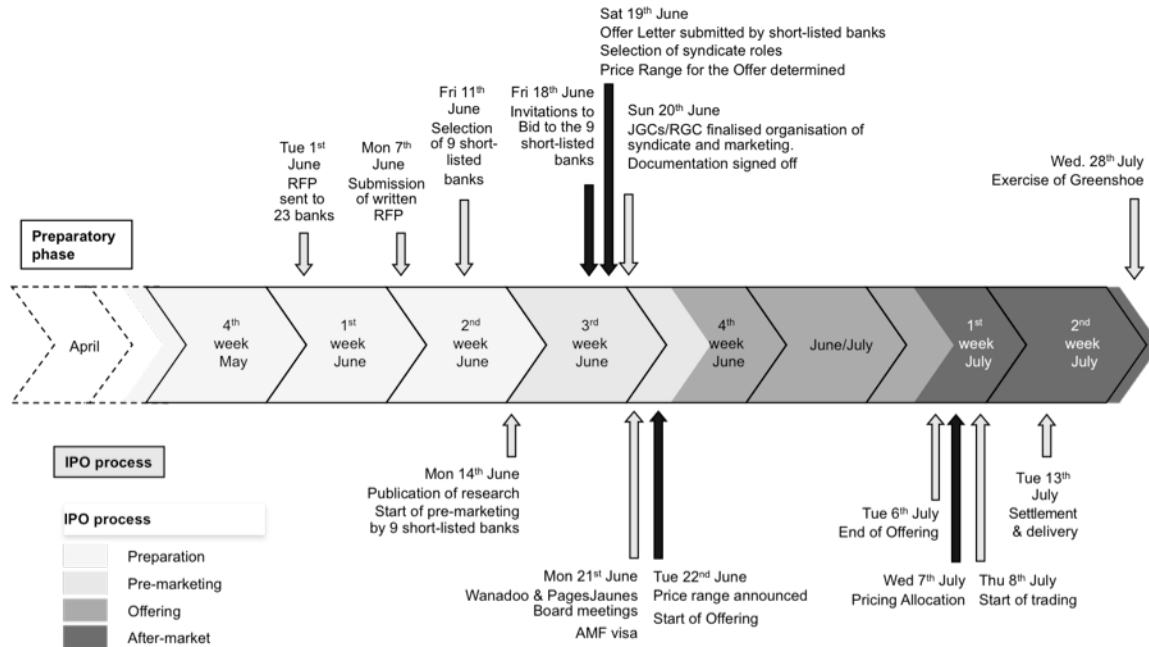 Sat 19th June
Offer Letter submitted by short-listed banks
Selection of syndicate roles
Price Range for the Offer determined
Fri 11th
June
Selection
of 9 short-
listed
banks
Fri 18th June
Invitations to
Bid to the 9
short-listed
banks
Sun 20th June
JGCs/RGC finalised organisation of
syndicate and marketing.
Documentation signed off
Tue 1st
June
RFP
sent to
23 banks
Mon 7th
June
Submission
of written
RFP
Wed. 28th July
Exercise of Greenshoe
Preparatory
phase
April
4th
week
May
1st
week
June
2nd
week
June
3rd
week
June
4th
week
June
June/July
1st
week
July
2nd
week
July
IPO process
Mon 14th June
Publication of research
Start of pre-marketing
by 9 short-listed banks
Tue 6th July
End of Offering
Tue 13th
July
Settlement
& delivery
IPO process
Preparation
Pre-marketing
Offering
After-market
Mon 21st June
Wanadoo & PagesJaunes
Board meetings
AMF visa
Tue 22nd June
Price range announced
Start of Offering
Wed 7th July
Pricing Allocation
Thu 8th July
Start of trading